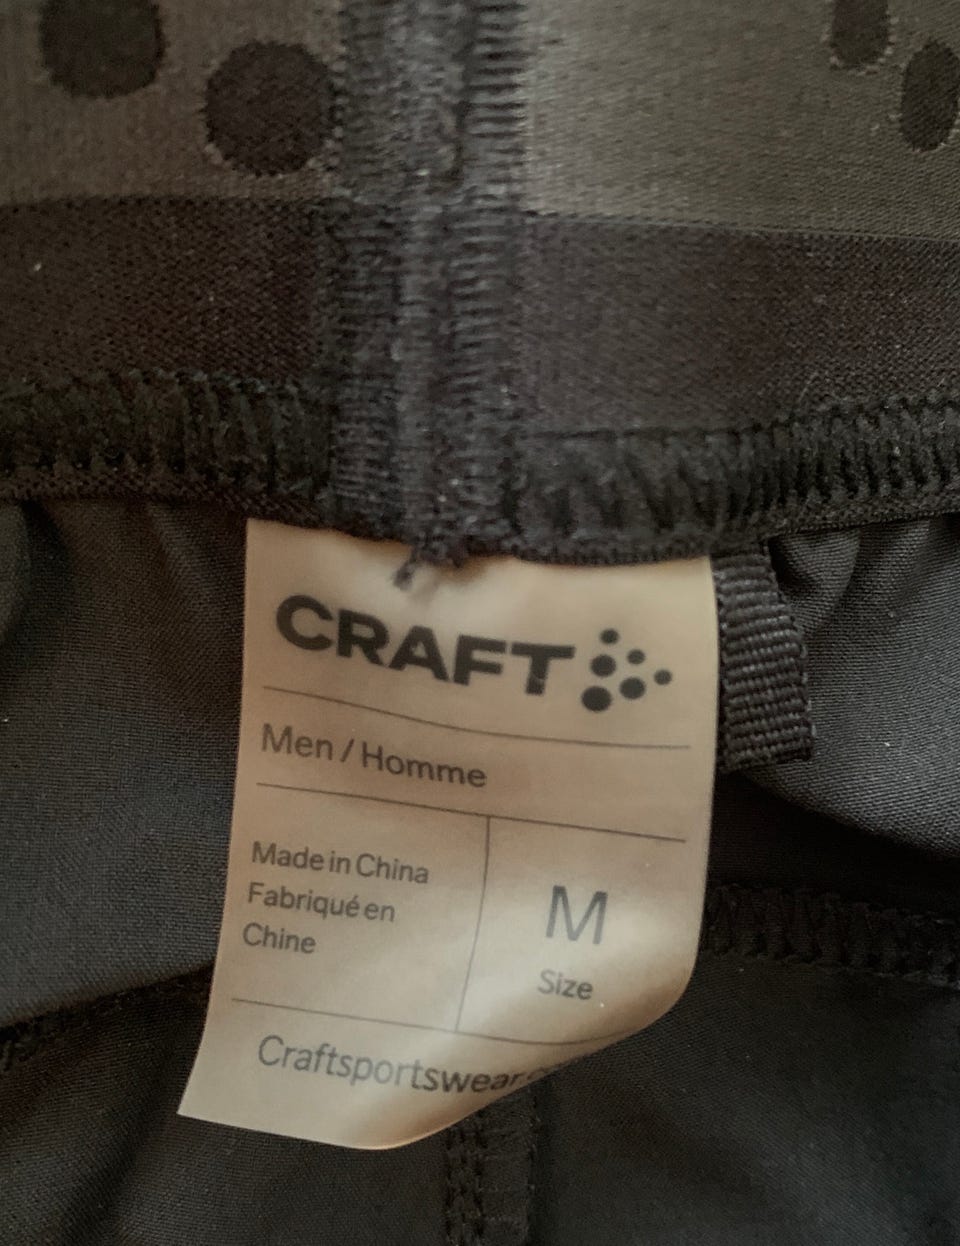 CRAFT
Men / Homme
Made in China
Fabriqué en
Chine
M
Size
Craftsportswear